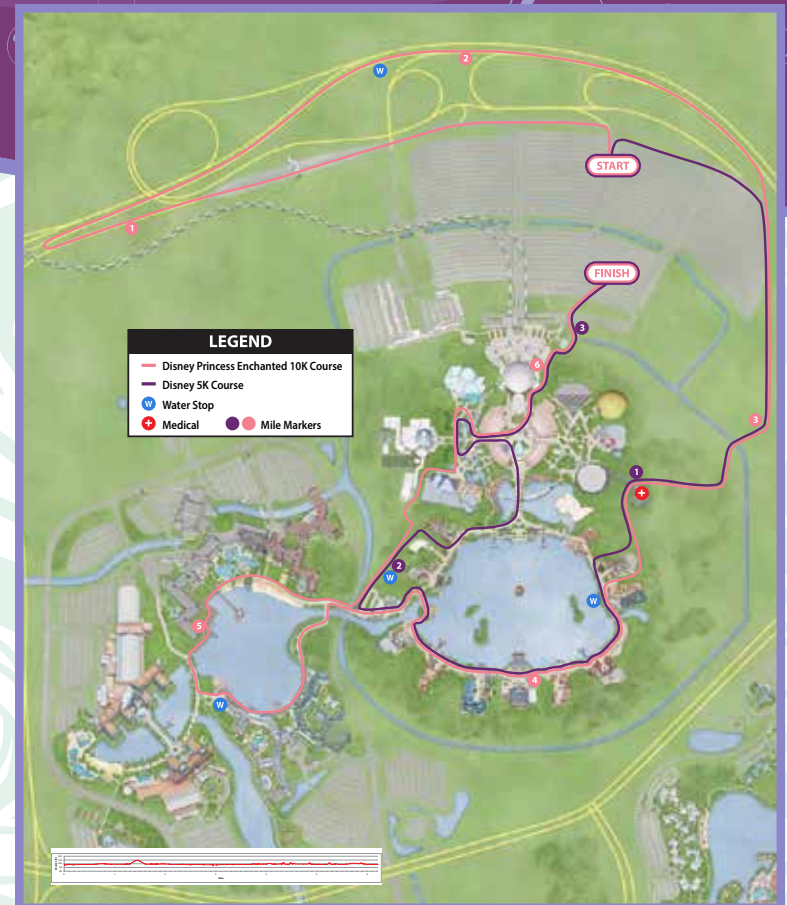 2
W
START
1
FINISH
3
LEGEND
Disney Princess Enchanted 10K Course
Disney 5K Course
W Water Stop
Medical
Mile Markers
6
3
1
2
W
W
5
4
W